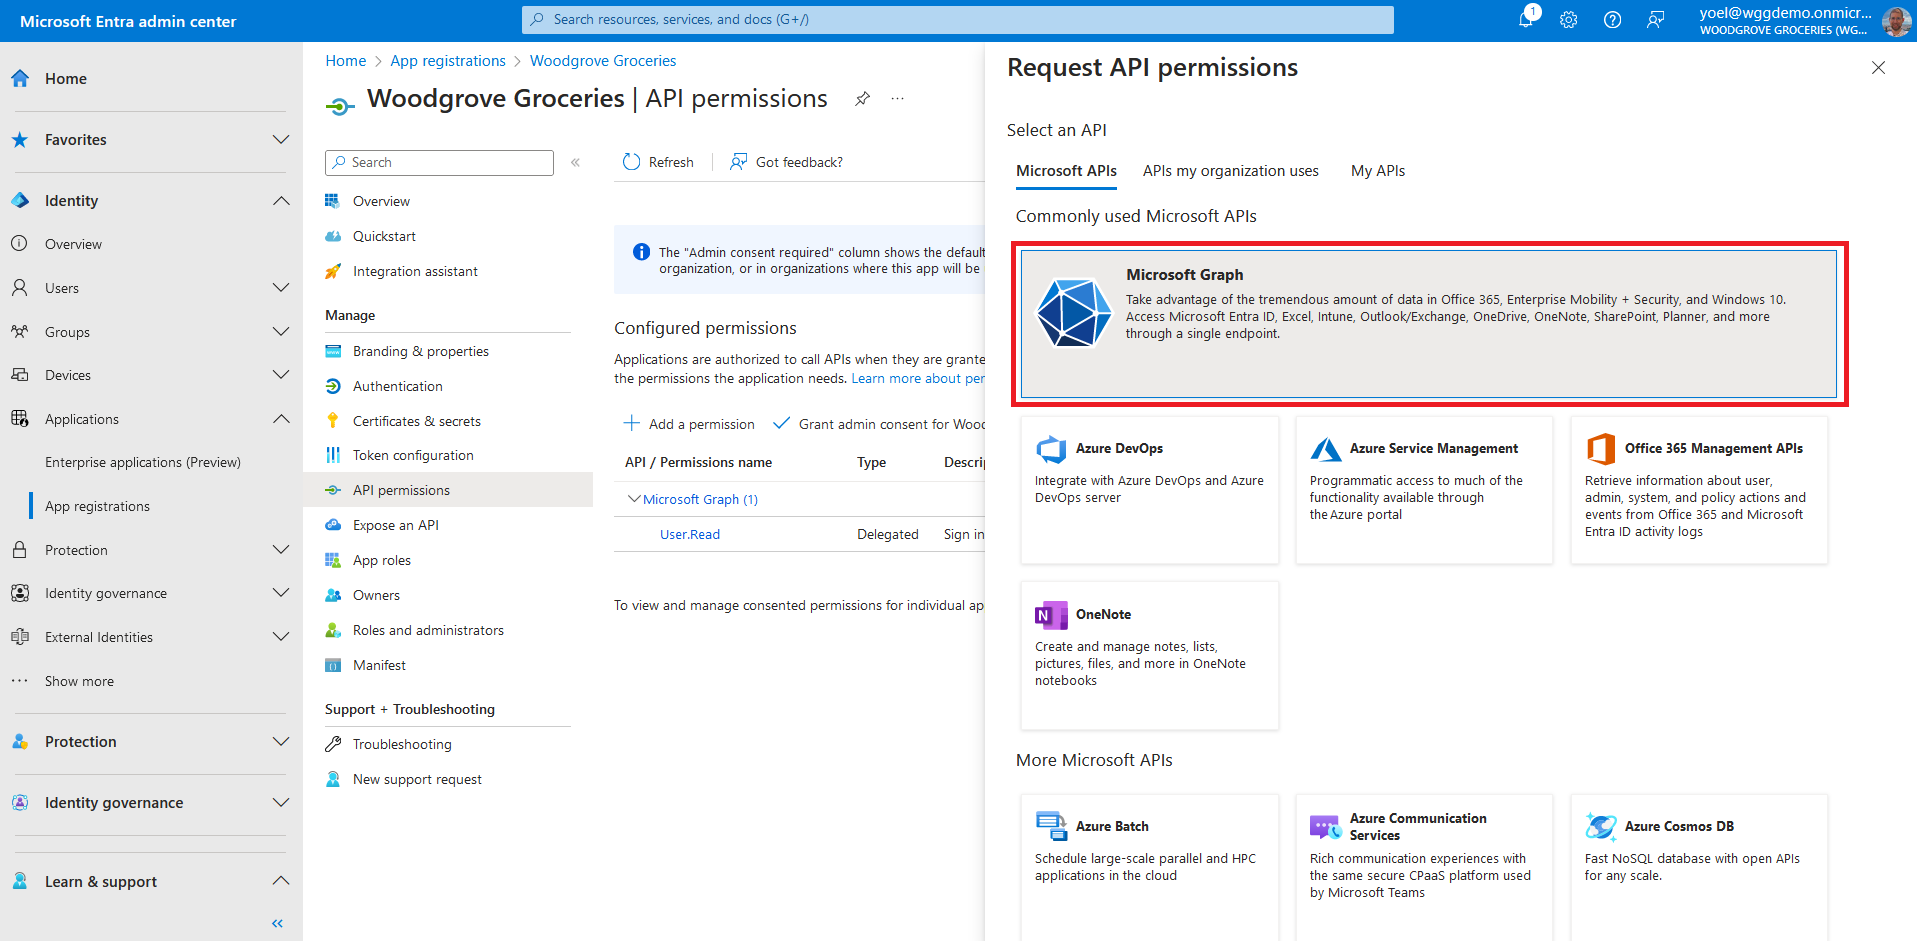 Microsoft Entra admin center
Search resources, services, and docs (G+/)
1
yoel@wggdemo.onmicr...
WOODGROVE GROCERIES (WG...
Home
Favorites
Identity
Overview
Users
Groups
Devices
Applications
Enterprise applications (Preview)
App registrations
Protection
Identity governance
External Identities
Show more
Protection
Identity governance
Learn & support
Home > App registrations > Woodgrove Groceries
Woodgrove Groceries | API permissions
Search
Overview
Quickstart
Integration assistant
Manage
Branding & properties
Authentication
Certificates & secrets
Token configuration
API permissions
Expose an API
App roles
Owners
Roles and administrators
Manifest
Support + Troubleshooting
Troubleshooting
New support request
Refresh
Got feedback?
The "Admin consent required" column shows the default
organization, or in organizations where this app will be
Configured permissions
Applications are authorized to call APIs when they are grante
the permissions the application needs. Learn more about per
Add a permission
Grant admin consent for Wood
API / Permissions name Type Descrip
Microsoft Graph (1)
User.Read Delegated Sign in
To view and manage consented permissions for individual ap
Request API permissions
Select an API
Microsoft APIs APIs my organization uses My APIs
Commonly used Microsoft APIs
Microsoft Graph
Take advantage of the tremendous amount of data in Office 365, Enterprise Mobility + Security, and Windows 10.
Access Microsoft Entra ID, Excel, Intune, Outlook/Exchange, OneDrive, OneNote, SharePoint, Planner, and more
through a single endpoint.
Azure DevOps
Integrate with Azure DevOps and Azure
DevOps server
Azure Service Management
Programmatic access to much of the
functionality available through
the Azure portal
Office 365 Management APIs
Retrieve information about user,
admin, system, and policy actions and
events from Office 365 and Microsoft
Entra ID activity logs
N
OneNote
Create and manage notes, lists,
pictures, files, and more in OneNote
notebooks
More Microsoft APIs
Azure Batch
Schedule large-scale parallel and HPC
applications in the cloud
Azure Communication
Services
Rich communication experiences with
the same secure CPaaS platform used
by Microsoft Teams
Azure Cosmos DB
Fast NoSQL database with open APIs
for any scale.